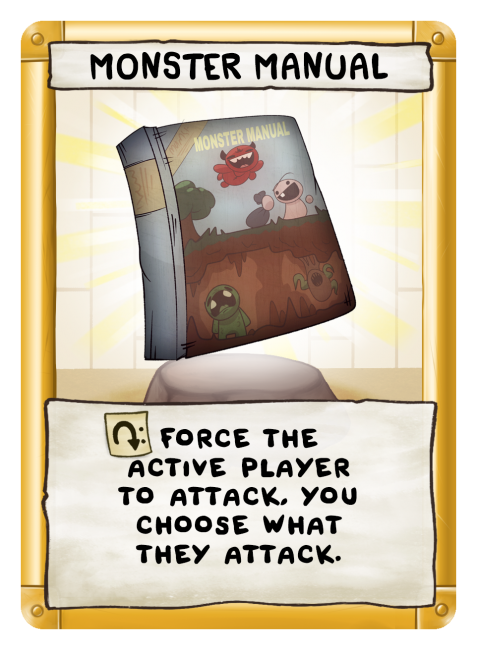 MONSTER MANUAL
MONSTER MANUAL
: FORCE THE
ACTIVE PLAYER
TO ATTACK. YOU
CHOOSE WHAT
THEY ATTACK.